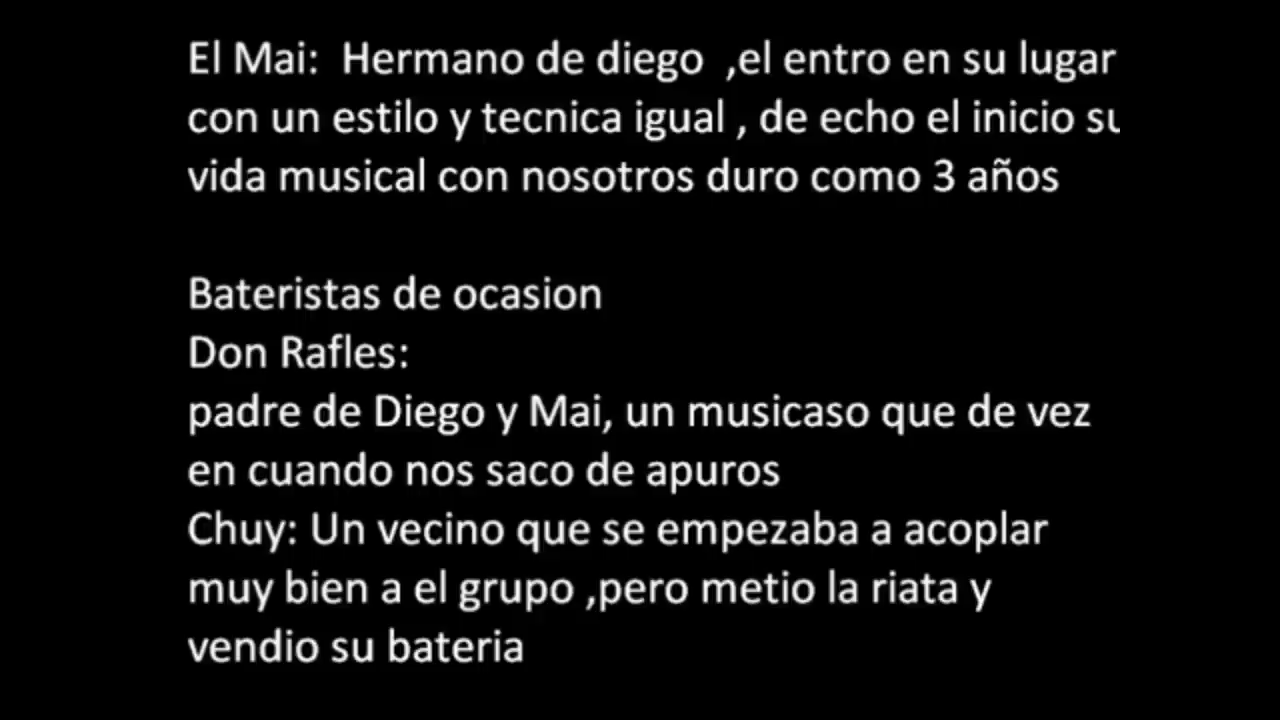 El Mai:  Hermano de diego  ,el entro en su lugar
con un estilo y tecnica igual , de echo el inicio su
vida musical con nosotros duro como 3 años
Bateristas de ocasion
Don Rafles:
padre de Diego y Mai, un musicaso que de vez
en cuando nos saco de apuros
Chuy: Un vecino que se empezaba a acoplar
muy bien a el grupo ,pero metio la riata y
vendio su bateria